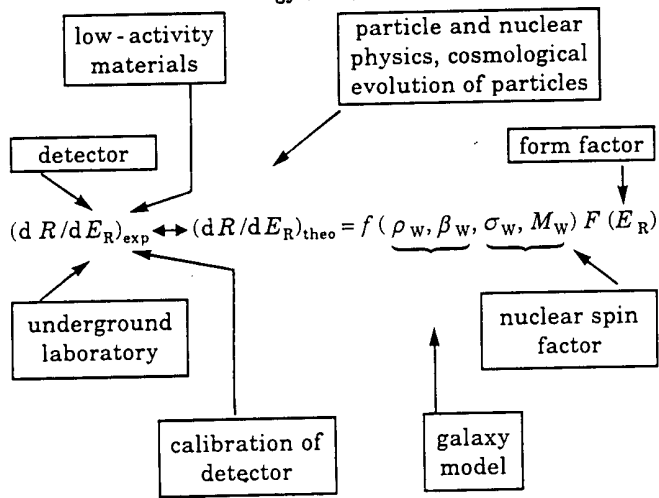 low-activity
materials
particle and nuclear
physics, cosmological
evolution of particles
detector
form factor
(d R/dE_R)_exp ↔ (dR/dE_R)_theo = f(ρ_W, β_W, σ_W, M_W) F(E_R)
underground
laboratory
nuclear spin
factor
calibration of
detector
galaxy
model